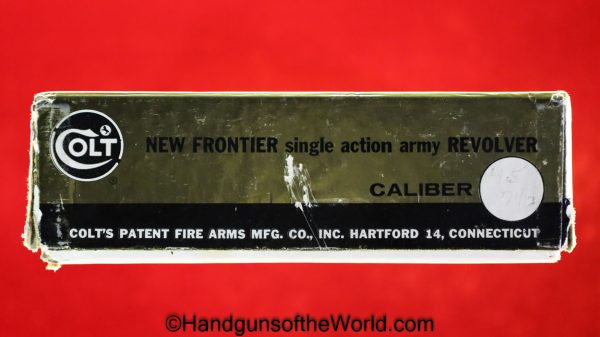 COLT
NEW FRONTIER single action army REVOLVER
CALIBER
COLT'S PATENT FIRE ARMS MFG. CO., INC. HARTFORD 14, CONNECTICUT
©HandgunsoftheWorld.com